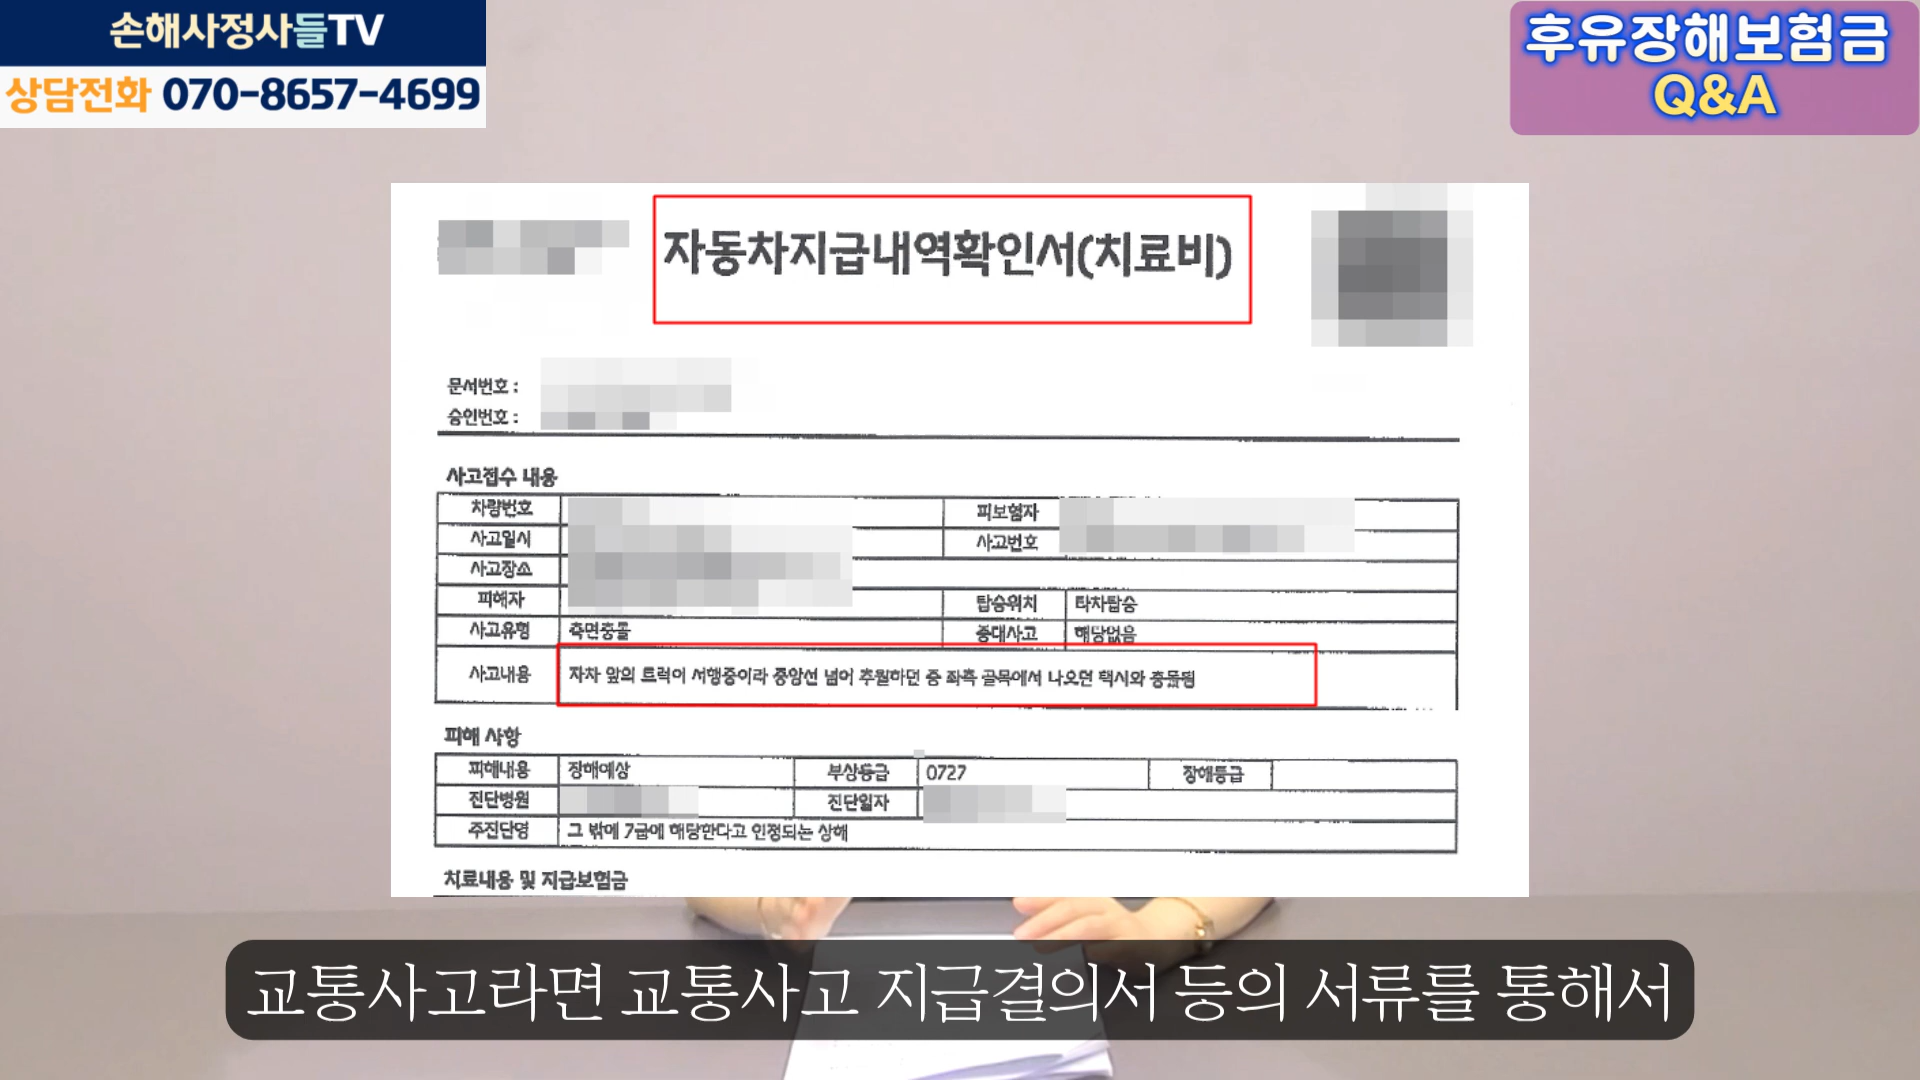 손해사정사들TV
상담전화 070-8657-4699
후유장해보험금
Q&A
자동차지급내역확인서(치료비)
문서번호 :
승인번호 :
사고접수 내용
차량번호
피보험자
사고일시
사고번호
사고장소
피해자
탑승위치 타차탑승
사고유형 측면충돌
중대사고 해당없음
사고내용 자차 앞의 트럭이 서행중이라 중앙선 넘어 추월하던 중 좌측 골목에서 나오던 택시와 충돌됨
피해 사항
피해내용 장해예상 부상등급 0727 장애등급
진단병원 진단일자
주진단명 그 밖에 7급에 해당한다고 인정되는 상해
치료내용 및 지급보험금
교통사고라면 교통사고 지급결의서 등의 서류를 통해서